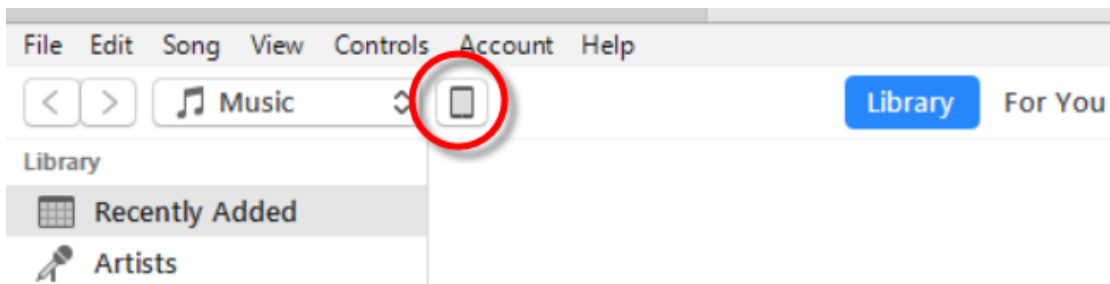 File Edit Song View Controls Account Help
Music Library For You
Library
Recently Added
Artists